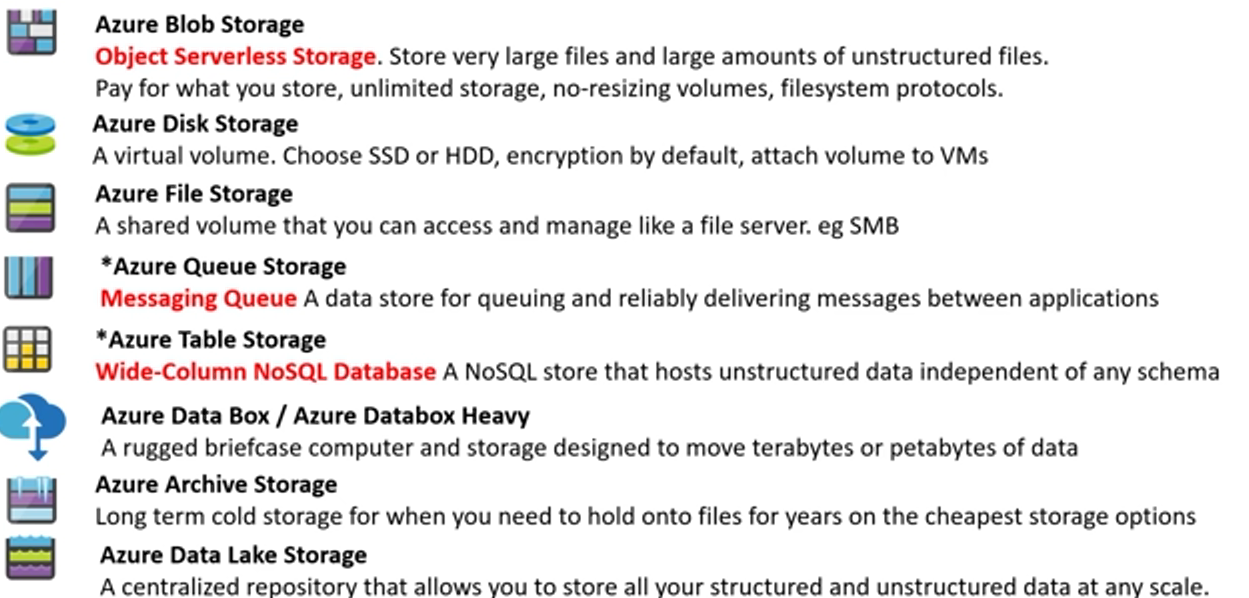 Azure Blob Storage
Object Serverless Storage. Store very large files and large amounts of unstructured files.
Pay for what you store, unlimited storage, no-resizing volumes, filesystem protocols.
Azure Disk Storage
A virtual volume. Choose SSD or HDD, encryption by default, attach volume to VMs
Azure File Storage
A shared volume that you can access and manage like a file server. eg SMB
*Azure Queue Storage
Messaging Queue A data store for queuing and reliably delivering messages between applications
*Azure Table Storage
Wide-Column NoSQL Database A NoSQL store that hosts unstructured data independent of any schema
Azure Data Box / Azure Databox Heavy
A rugged briefcase computer and storage designed to move terabytes or petabytes of data
Azure Archive Storage
Long term cold storage for when you need to hold onto files for years on the cheapest storage options
Azure Data Lake Storage
A centralized repository that allows you to store all your structured and unstructured data at any scale.